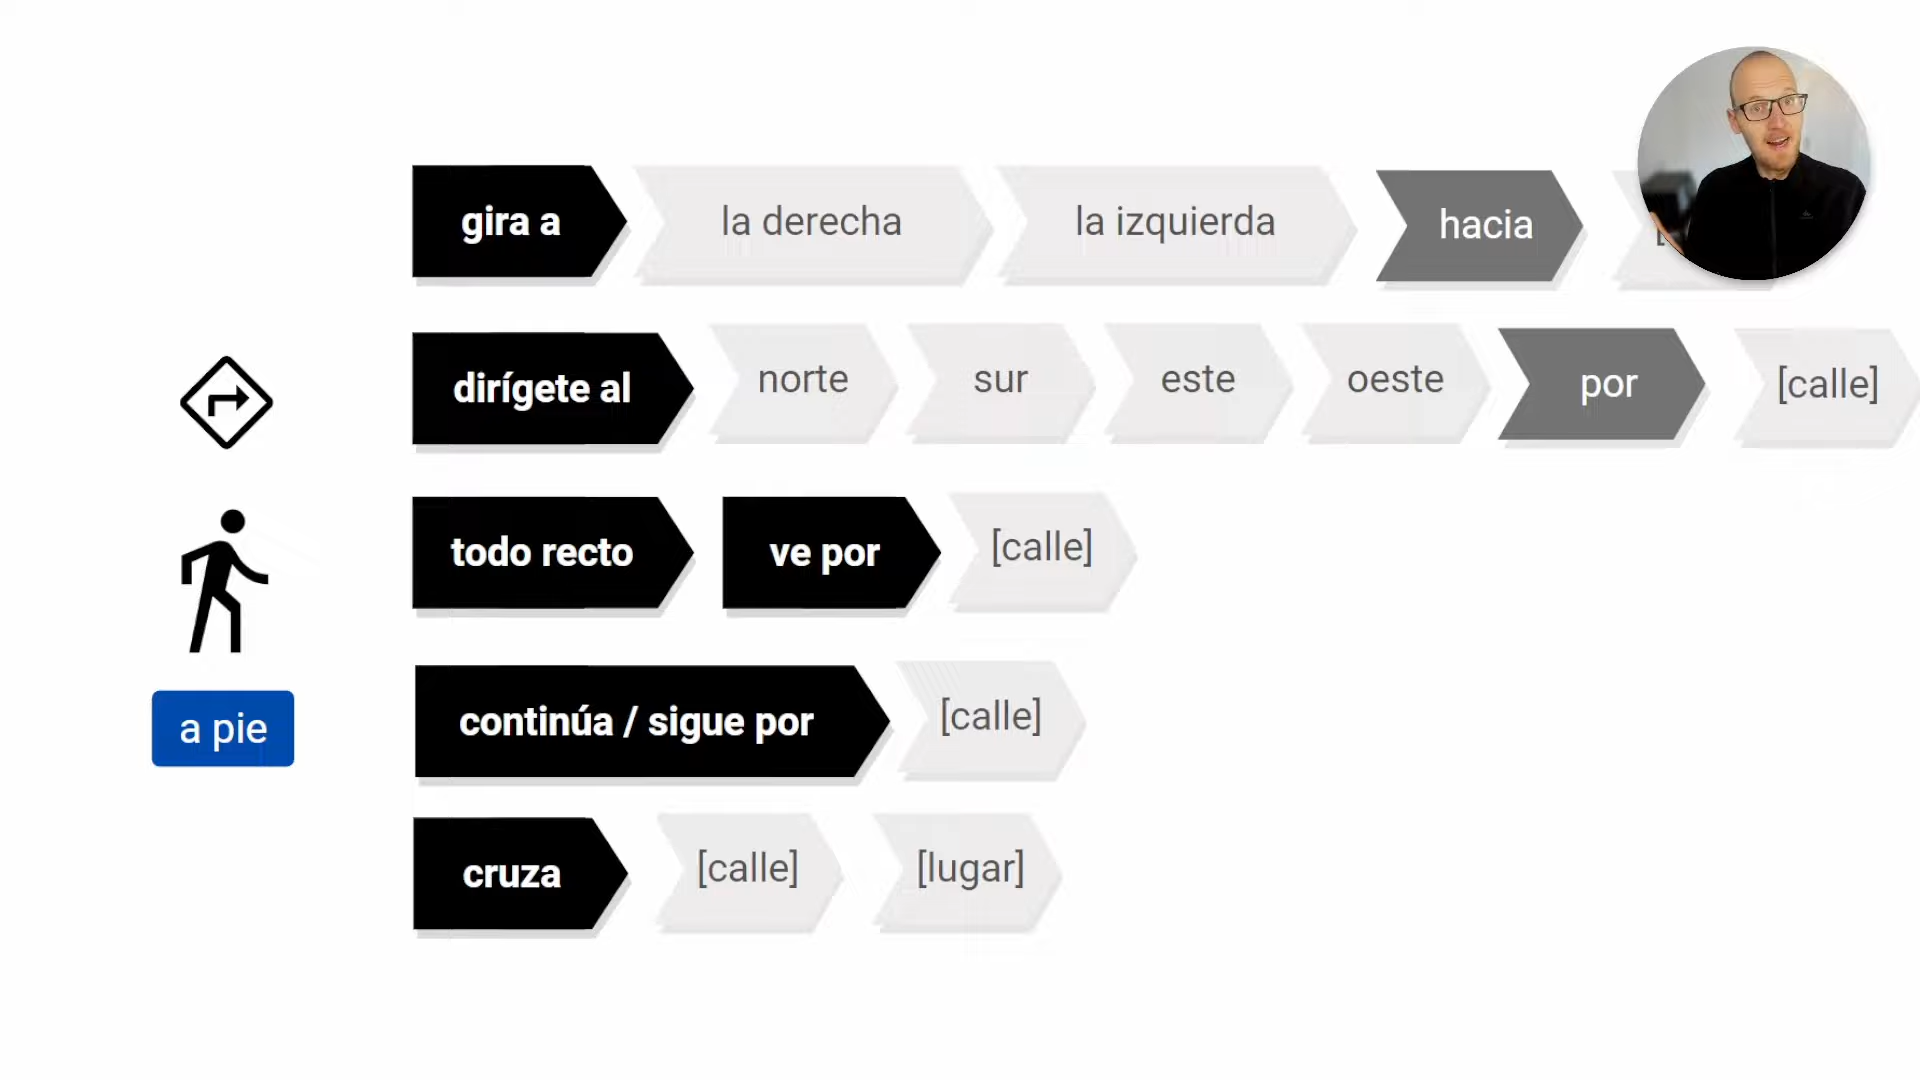 gira a la derecha la izquierda hacia
dirígete al norte sur este oeste por [calle]
todo recto ve por [calle]
a pie
continúa / sigue por [calle]
cruza [calle] [lugar]